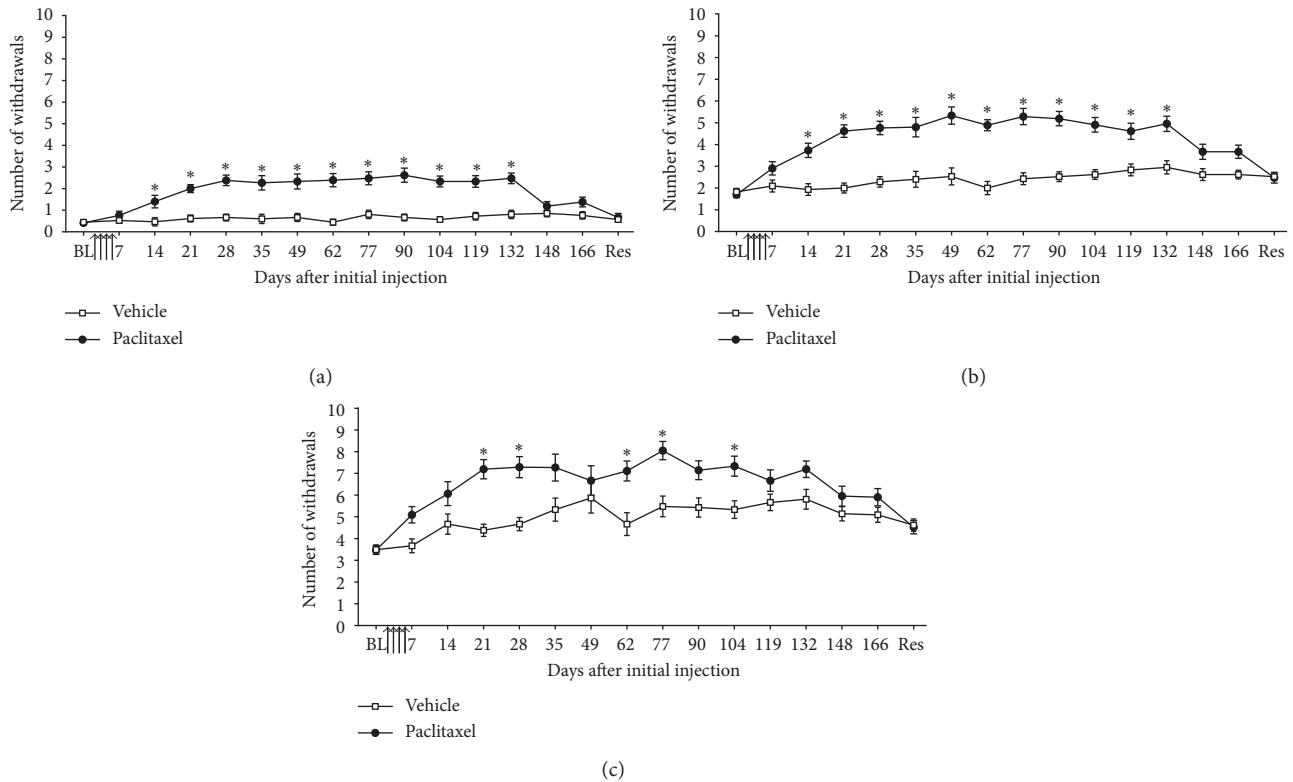 Number of withdrawals
10
9
8
7
6
5
4
3
2
1
0
* * * * * * * * * * *
BL 7 14 21 28 35 49 62 77 90 104 119 132 148 166 Res
Days after initial injection
Vehicle
Paclitaxel
(a)
Number of withdrawals
10
9
8
7
6
5
4
3
2
1
0
* * * * * * * * * * *
BL 7 14 21 28 35 49 62 77 90 104 119 132 148 166 Res
Days after initial injection
Vehicle
Paclitaxel
(b)
Number of withdrawals
10
9
8
7
6
5
4
3
2
1
0
* * * * *
BL 7 14 21 28 35 49 62 77 90 104 119 132 148 166 Res
Days after initial injection
Vehicle
Paclitaxel
(c)